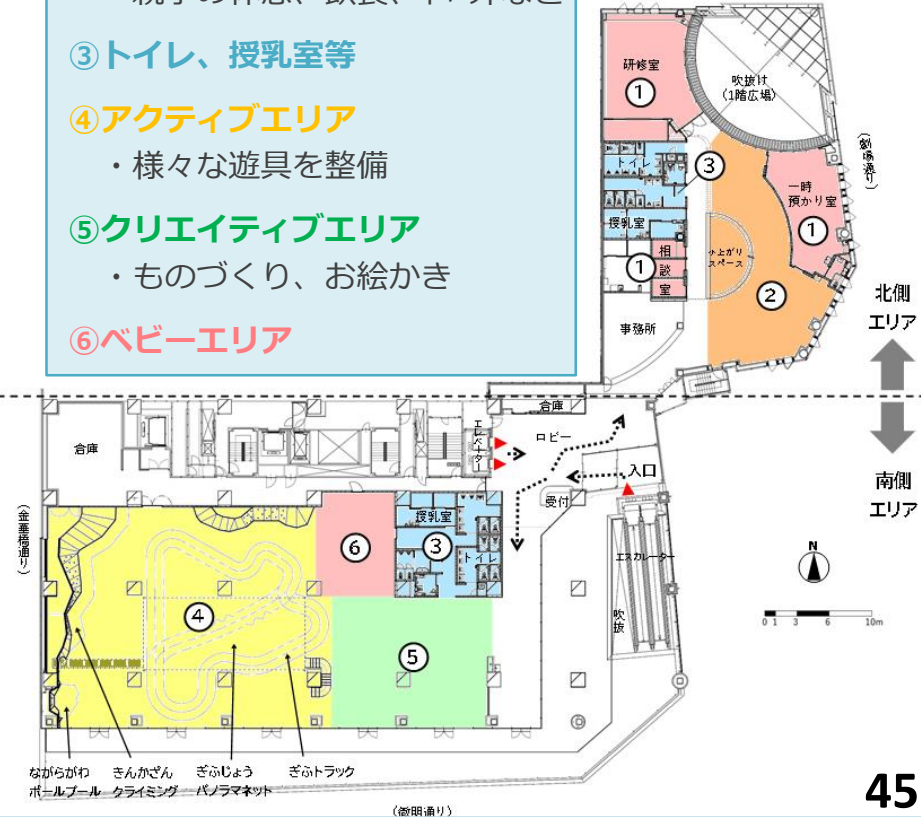 ③トイレ、授乳室等
④アクティブエリア
・様々な遊具を整備
⑤クリエイティブエリア
・ものづくり、お絵かき
⑥ベビーエリア
研修室
①
吹抜け
(1階広場)
(劇場通り)
トイレ
③
一時
預かり室
①
授乳室
相
談
室
①
小上がり
スペース
②
事務所
北側
エリア
倉庫
エレベーター
倉庫
ロビー
入口
受付
南側
エリア
(金華橋通り)
授乳室
③
トイレ
⑥
エスカレーター
N
0 1 3 6 10m
④
吹抜
⑤
ながらがわ
ボールプール
きんかざん
クライミング
ぎふじょう
パノラマネット
ぎふトラック
(徹明通り)
45